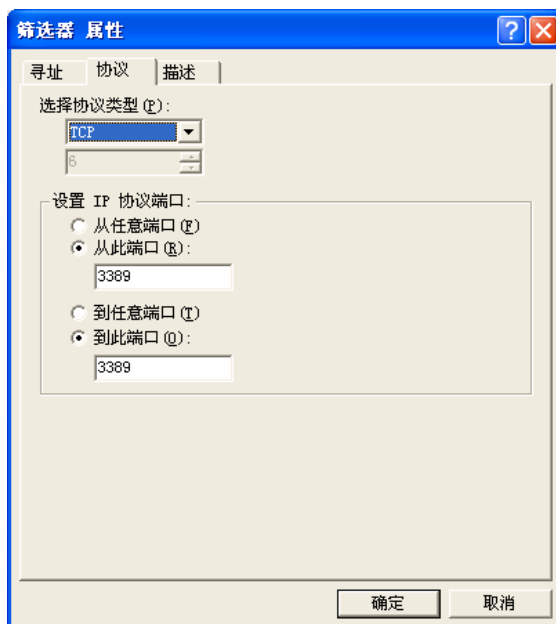 筛选器 属性
寻址 协议 描述
选择协议类型(P):
TCP
6
设置 IP 协议端口:
从任意端口(F)
从此端口(R):
3389
到任意端口(T)
到此端口(O):
3389
确定 取消